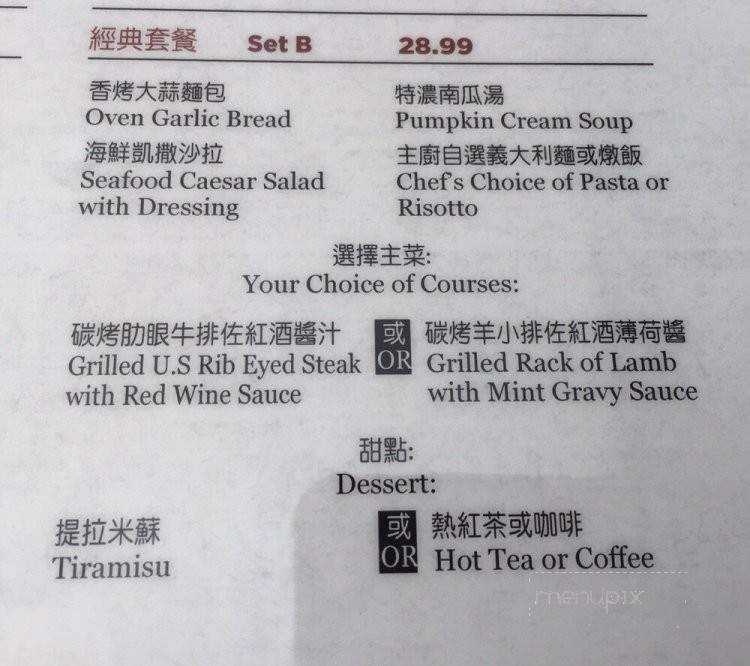 經典套餐 Set B 28.99
香烤大蒜麵包
Oven Garlic Bread
特濃南瓜湯
Pumpkin Cream Soup
海鮮凱撒沙拉
Seafood Caesar Salad
with Dressing
主廚自選義大利麵或燉飯
Chef's Choice of Pasta or
Risotto
選擇主菜:
Your Choice of Courses:
碳烤肋眼牛排佐紅酒醬汁
Grilled U.S Rib Eyed Steak
with Red Wine Sauce
或
OR
碳烤羊小排佐紅酒薄荷醬
Grilled Rack of Lamb
with Mint Gravy Sauce
甜點:
Dessert:
提拉米蘇
Tiramisu
或
OR
熱紅茶或咖啡
Hot Tea or Coffee
menupix